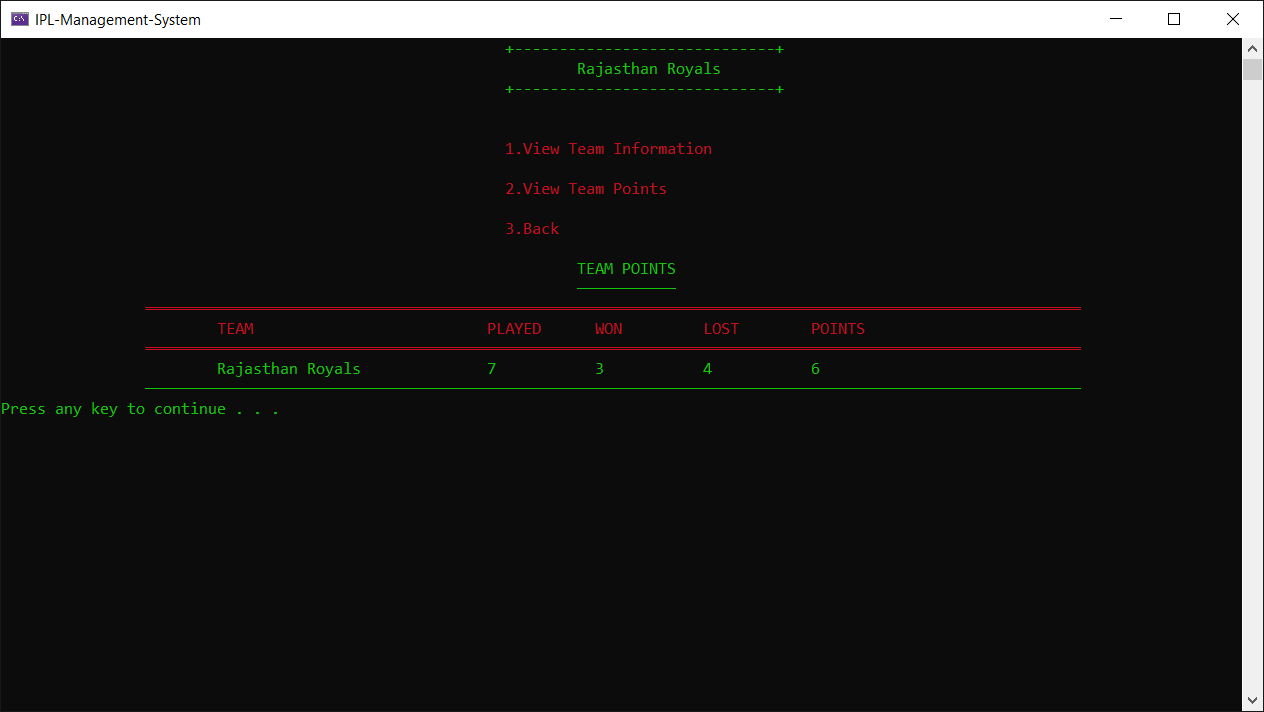 IPL-Management-System
+-----------------------------+
Rajasthan Royals
+-----------------------------+
1.View Team Information
2.View Team Points
3.Back
TEAM POINTS
TEAM PLAYED WON LOST POINTS
Rajasthan Royals 7 3 4 6
Press any key to continue . . .